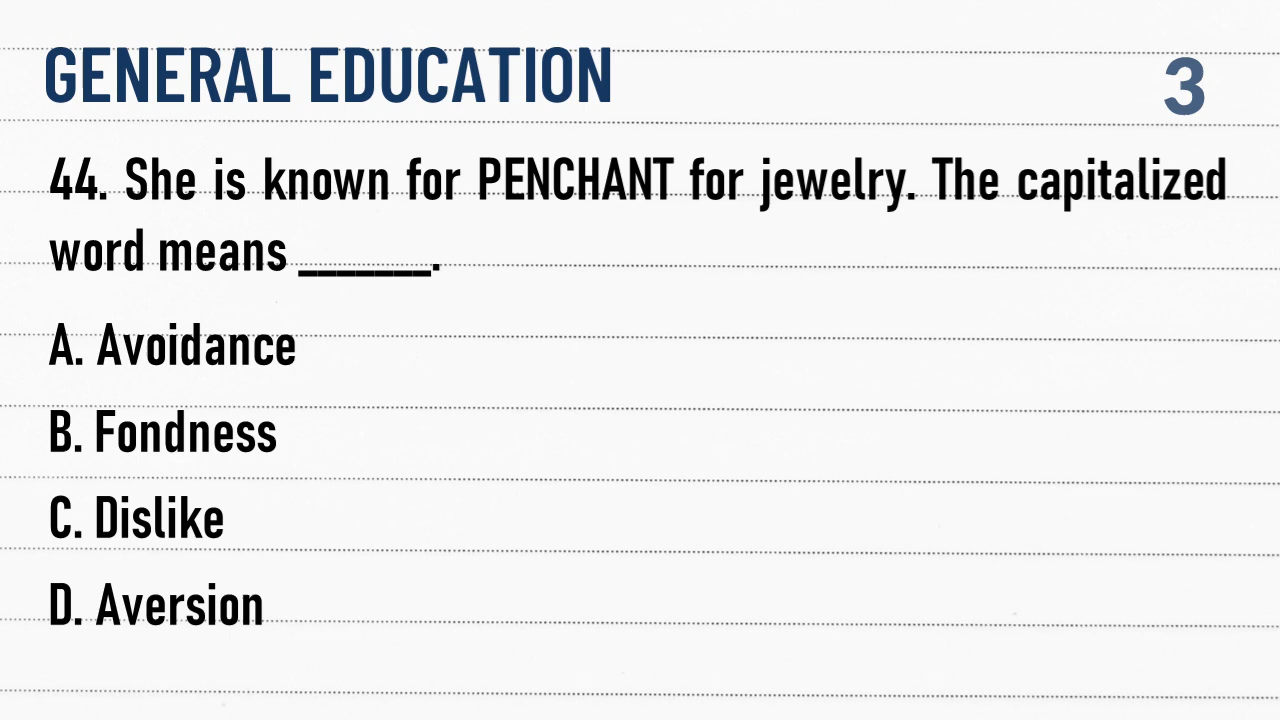 GENERAL EDUCATION
3
44. She is known for PENCHANT for jewelry. The capitalized
word means _______.
A. Avoidance
B. Fondness
C. Dislike
D. Aversion